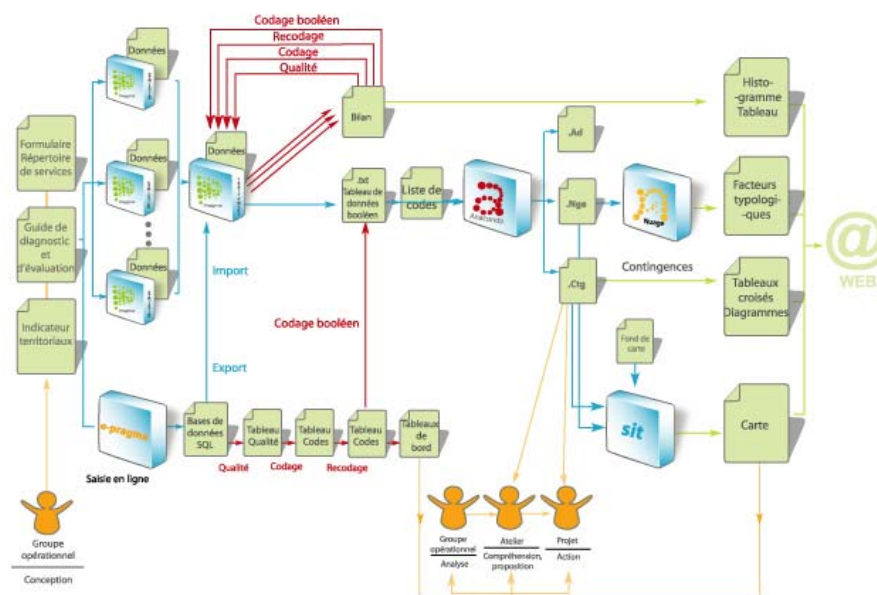 Codage booléen
Recodage
Codage
Qualité
Données
Données
Données
Données
Formulaire
Répertoire
de services
Guide de
diagnostic
et
d'évaluation
Indicateur
territoriaux
Bilan
.txt
Tableau de
données
booléen
Liste de
codes
Anaconda
.Ad
.Nga
.Ctg
Nuage
Contingences
Fond de
carte
sit
Histo-
-gramme
Tableau
Facteurs
typologi-
-ques
Tableaux
croisés
Diagrammes
Carte
@
WEB
Import
Export
Codage booléen
e-pragma
Saisie en ligne
Bases de
données
SQL
Tableau
Qualité
Tableau
Codes
Tableau
Codes
Tableaux
de
bord
Qualité
Codage
Recodage
Groupe
opérationnel
Conception
Groupe
opérationnel
Analyse
Atelier
Compréhension,
proposition
Projet
Action